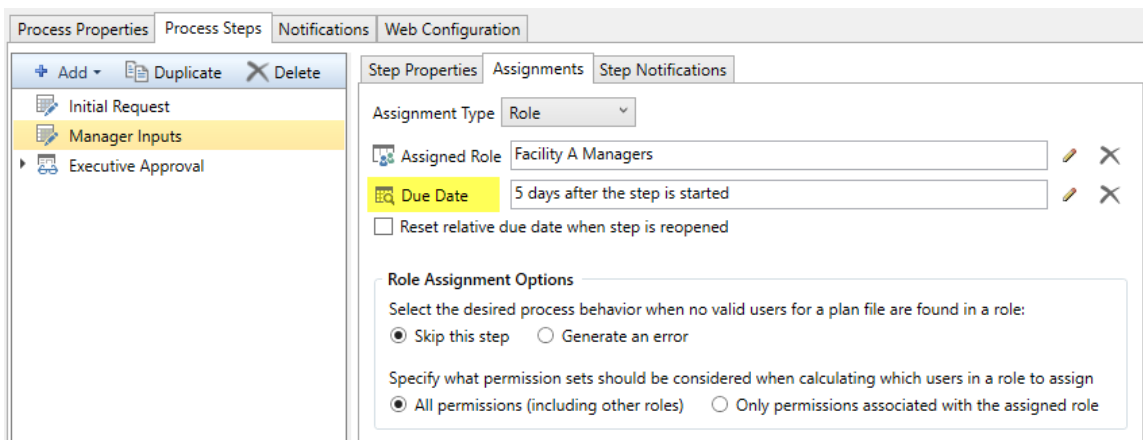 Process Properties Process Steps Notifications Web Configuration
Add Duplicate Delete
Initial Request
Manager Inputs
Executive Approval
Step Properties Assignments Step Notifications
Assignment Type Role
Assigned Role Facility A Managers
Due Date 5 days after the step is started
Reset relative due date when step is reopened
Role Assignment Options
Select the desired process behavior when no valid users for a plan file are found in a role:
Skip this step Generate an error
Specify what permission sets should be considered when calculating which users in a role to assign
All permissions (including other roles) Only permissions associated with the assigned role